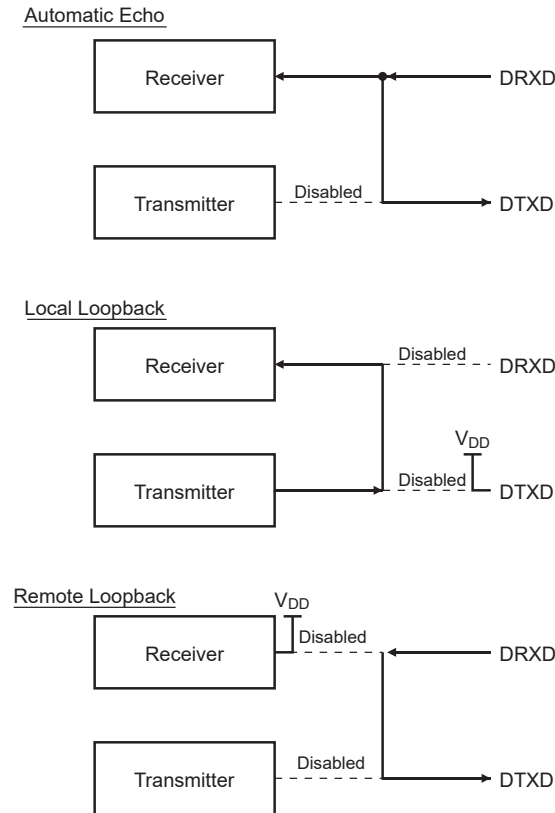 Automatic Echo
Receiver
DRXD
Transmitter
Disabled
DTXD
Local Loopback
Receiver
Disabled
DRXD
VDD
Transmitter
Disabled
DTXD
Remote Loopback
VDD
Receiver
Disabled
DRXD
Transmitter
Disabled
DTXD